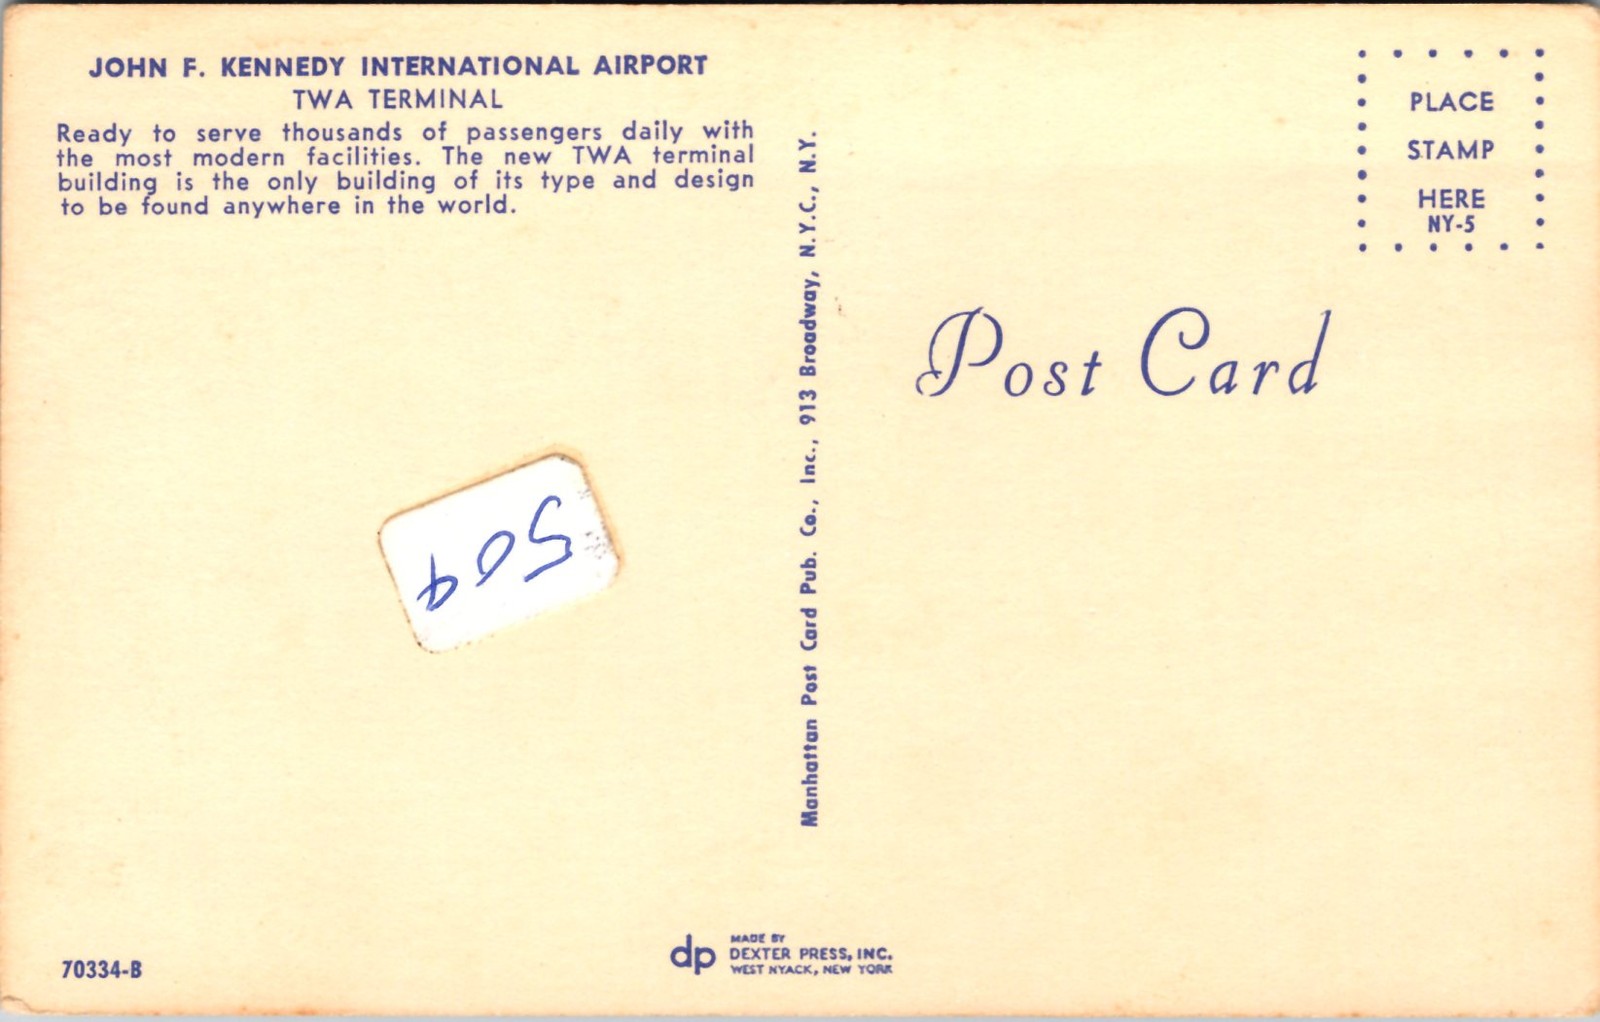 JOHN F. KENNEDY INTERNATIONAL AIRPORT
TWA TERMINAL
Ready to serve thousands of passengers daily with
the most modern facilities. The new TWA terminal
building is the only building of its type and design
to be found anywhere in the world.
Manhattan Post Card Pub. Co., Inc., 913 Broadway, N.Y.C., N.Y.
PLACE
STAMP
HERE
NY-5
Post Card
70334-B
dp
MADE BY
DEXTER PRESS, INC.
WEST NYACK, NEW YORK